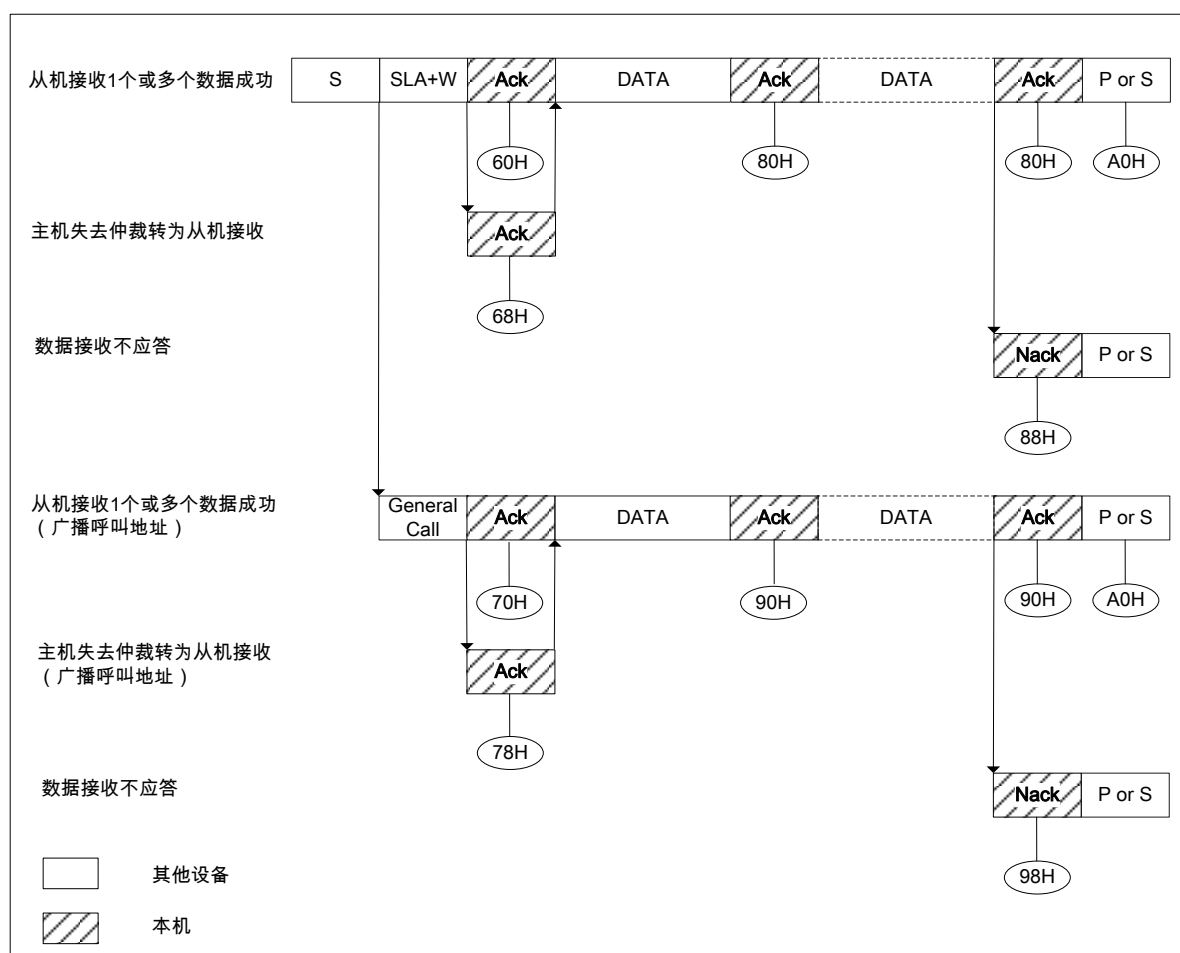 从机接收1个或多个数据成功
S
SLA+W
Ack
DATA
Ack
DATA
Ack
P or S
60H
80H
80H
A0H
主机失去仲裁转为从机接收
Ack
68H
数据接收不应答
Nack
P or S
88H
从机接收1个或多个数据成功
（广播呼叫地址）
General
Call
Ack
DATA
Ack
DATA
Ack
P or S
70H
90H
90H
A0H
主机失去仲裁转为从机接收
（广播呼叫地址）
Ack
78H
数据接收不应答
Nack
P or S
98H
其他设备
本机